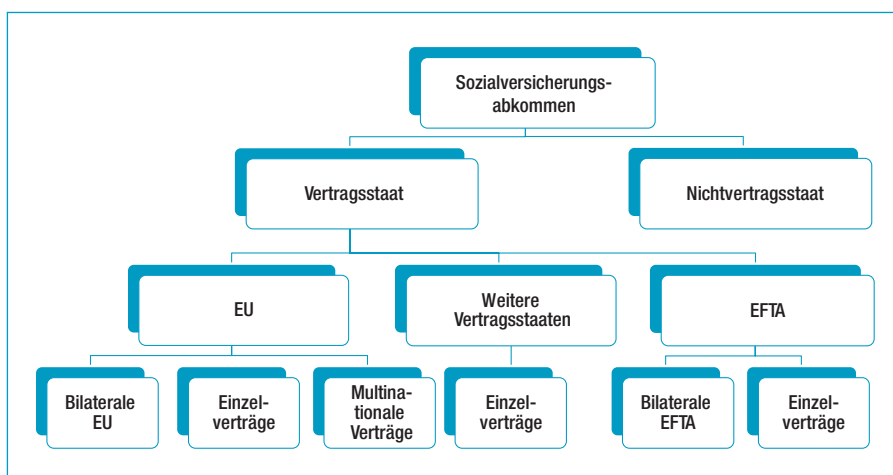 Sozialversicherungs-
abkommen
Vertragsstaat
Nichtvertragsstaat
EU
Weitere
Vertragsstaaten
EFTA
Bilaterale
EU
Einzel-
verträge
Multina-
tionale
Verträge
Einzel-
verträge
Bilaterale
EFTA
Einzel-
verträge